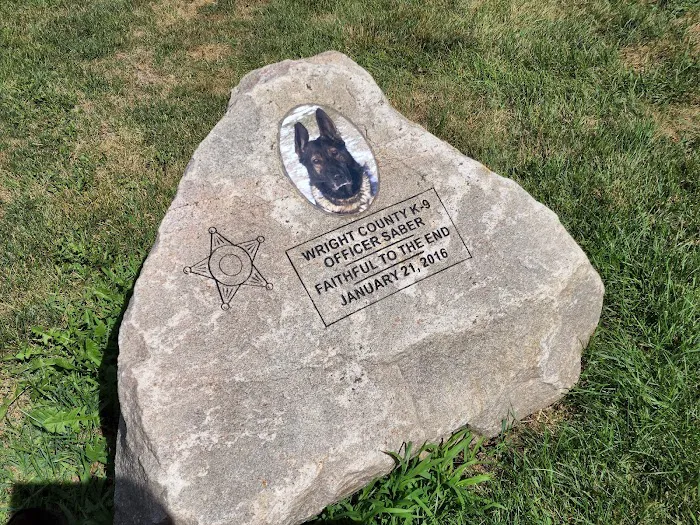 WRIGHT COUNTY K-9
OFFICER SABER
FAITHFUL TO THE END
JANUARY 21, 2016